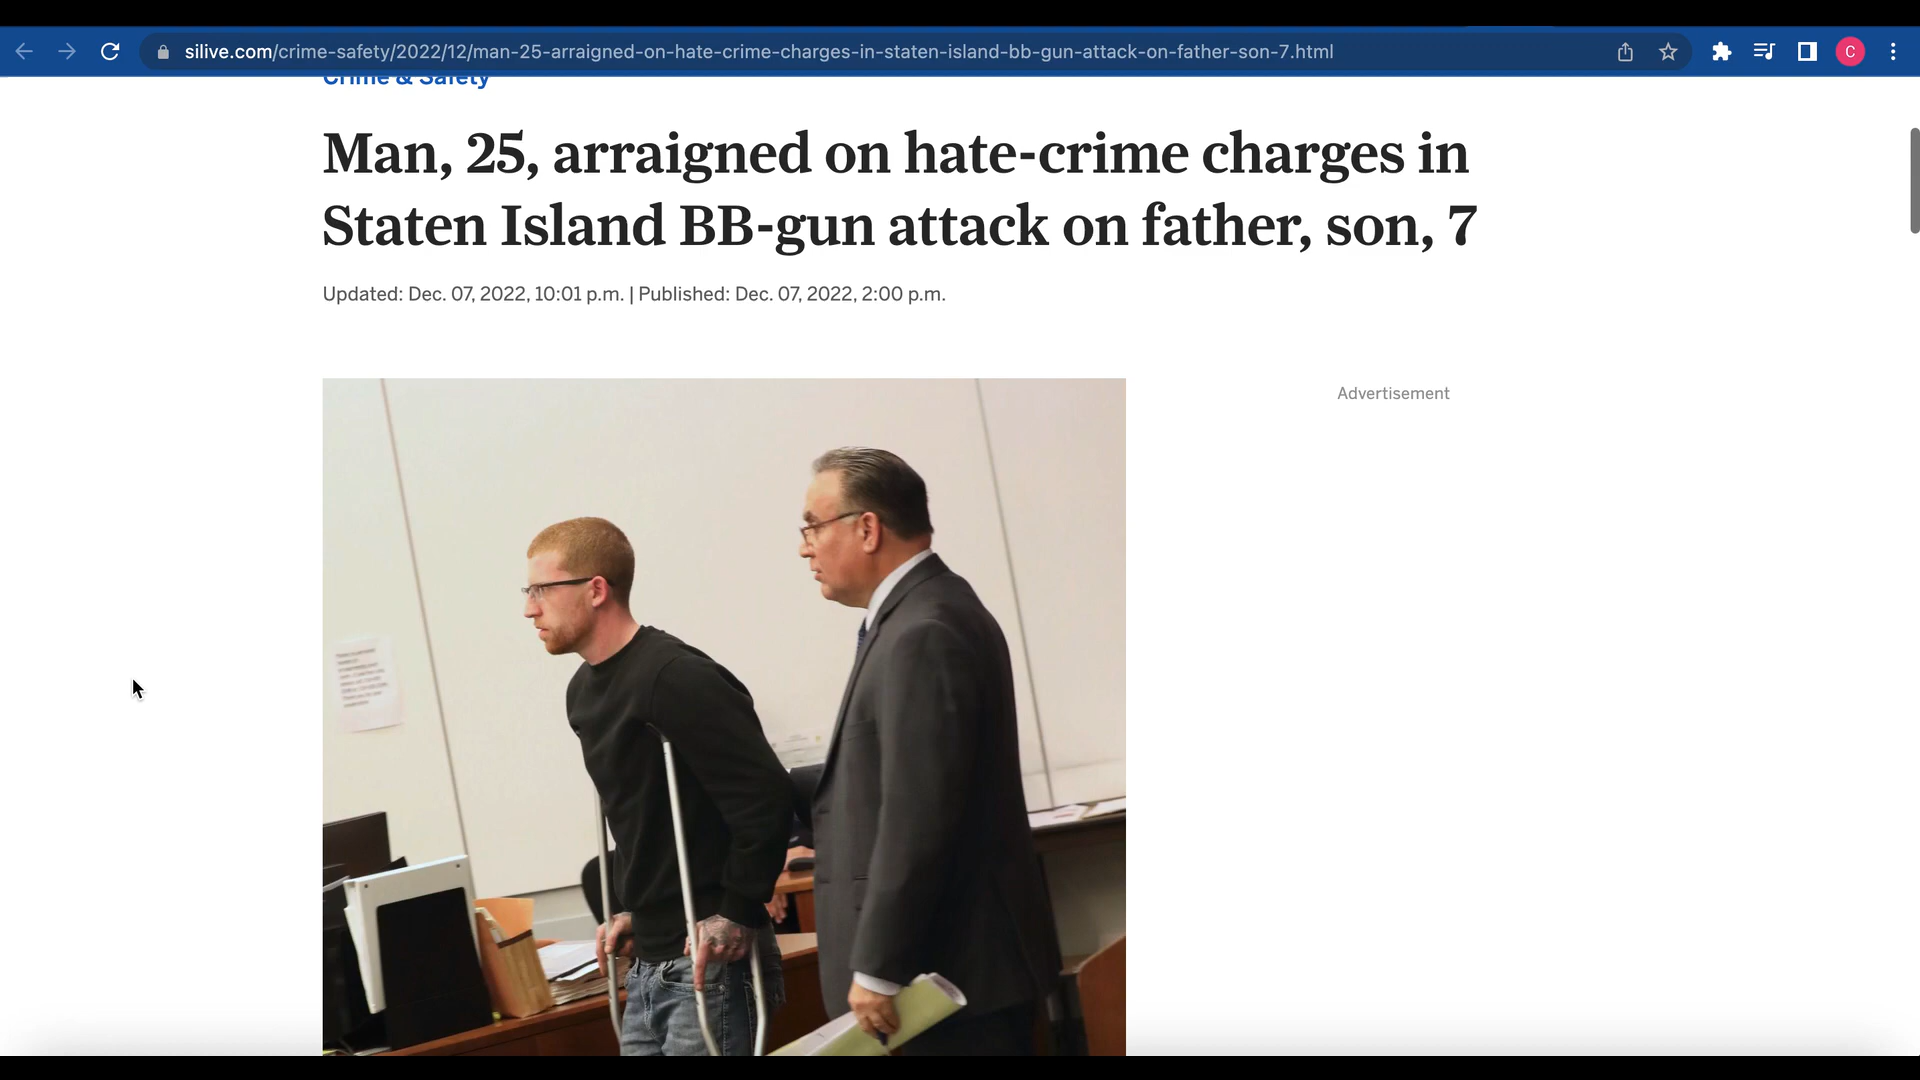 silive.com/crime-safety/2022/12/man-25-arraigned-on-hate-crime-charges-in-staten-island-bb-gun-attack-on-father-son-7.html
C
Crime & Safety
Man, 25, arraigned on hate-crime charges in
Staten Island BB-gun attack on father, son, 7
Updated: Dec. 07, 2022, 10:01 p.m. | Published: Dec. 07, 2022, 2:00 p.m.
Advertisement